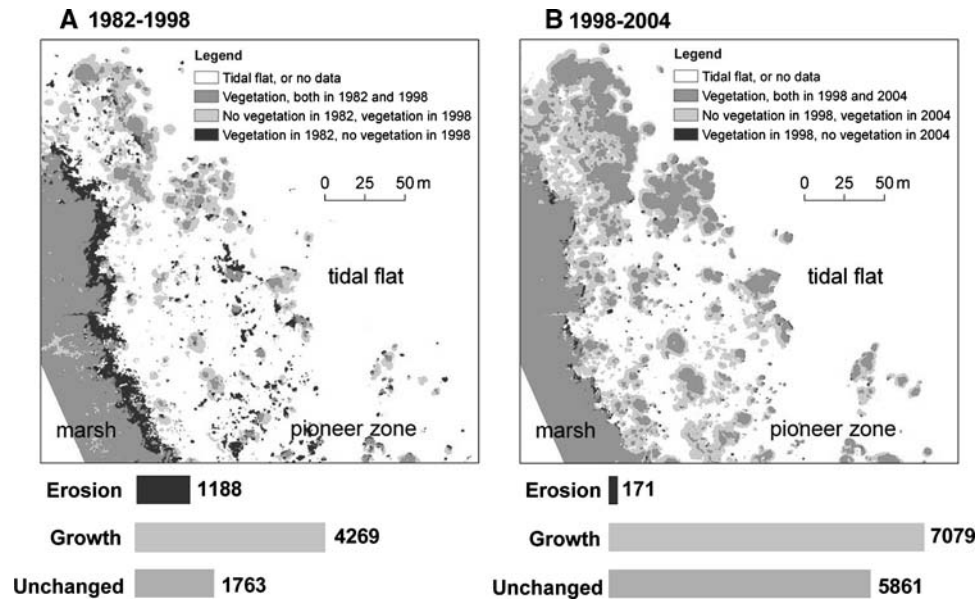 A 1982-1998
Legend
Tidal flat, or no data
Vegetation, both in 1982 and 1998
No vegetation in 1982, vegetation in 1998
Vegetation in 1982, no vegetation in 1998
0 25 50 m
tidal flat
marsh
pioneer zone
Erosion 1188
Growth 4269
Unchanged 1763
B 1998-2004
Legend
Tidal flat, or no data
Vegetation, both in 1998 and 2004
No vegetation in 1998, vegetation in 2004
Vegetation in 1998, no vegetation in 2004
0 25 50 m
tidal flat
marsh
pioneer zone
Erosion 171
Growth 7079
Unchanged 5861